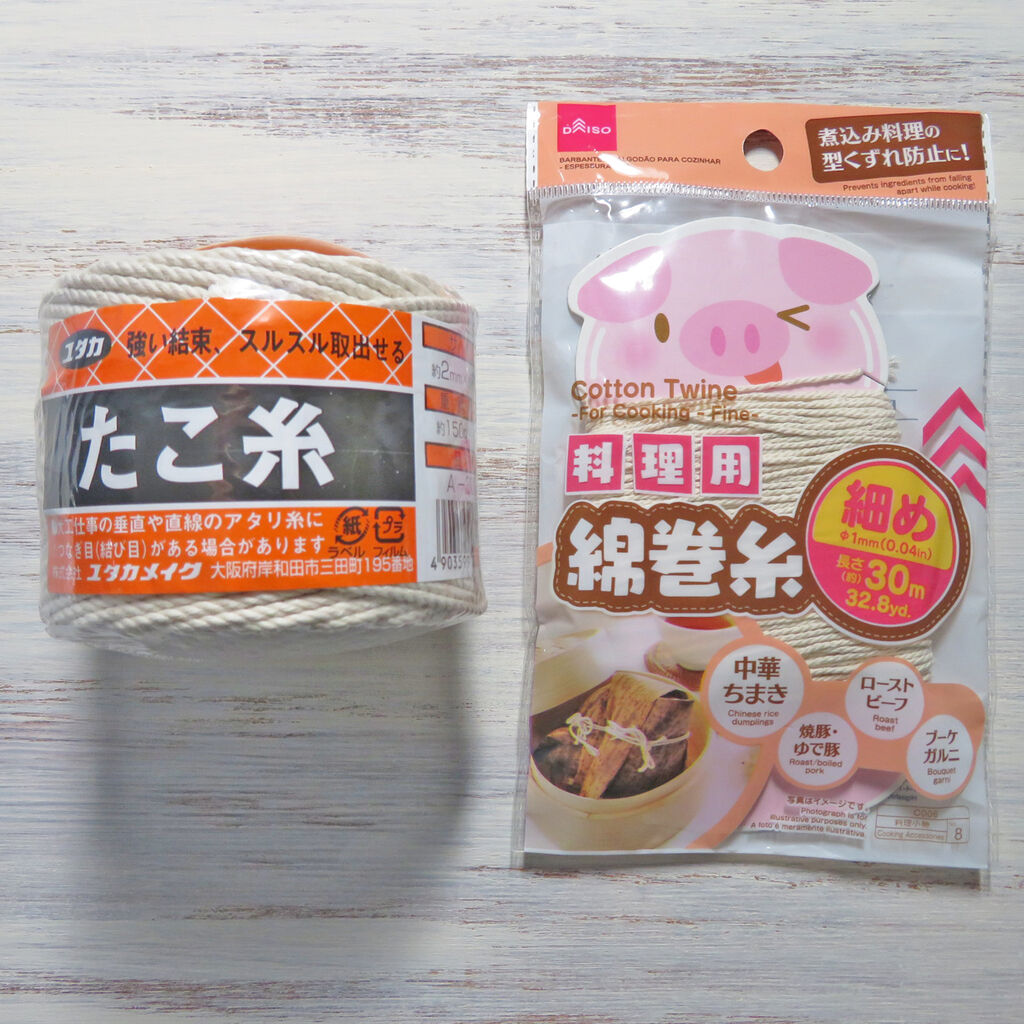 ユタカ
強い結束、スルスル取出せる
たこ糸
約2mm
約150
A-
工仕事の垂直や直線のアタリ糸に
つなぎ目(結び目)がある場合があります
紙
プラ
ラベル フィルム
株式会社 ユタカメイク 大阪府岸和田市三田町195番地
DAISO
BARBANTE ALGODÃO PARA COZINHAR
- ESPESSURA
煮込み料理の
型くずれ防止に!
Prevents ingredients from falling
apart while cooking!
Cotton Twine
-For Cooking - Fine-
料理用
綿巻糸
細め
φ1mm(0.04in)
長さ(約)30m
32.8yd.
中華
ちまき
Chinese rice
dumplings
ロースト
ビーフ
Roast
beef
焼豚・
ゆで豚
Roast/boiled
pork
ブーケ
ガルニ
Bouquet
garni
写真はイメージです。
Photograph is for
illustrative purposes only.
A foto é meramente illustrative
C006
料理小物
Cooking Accessories
8